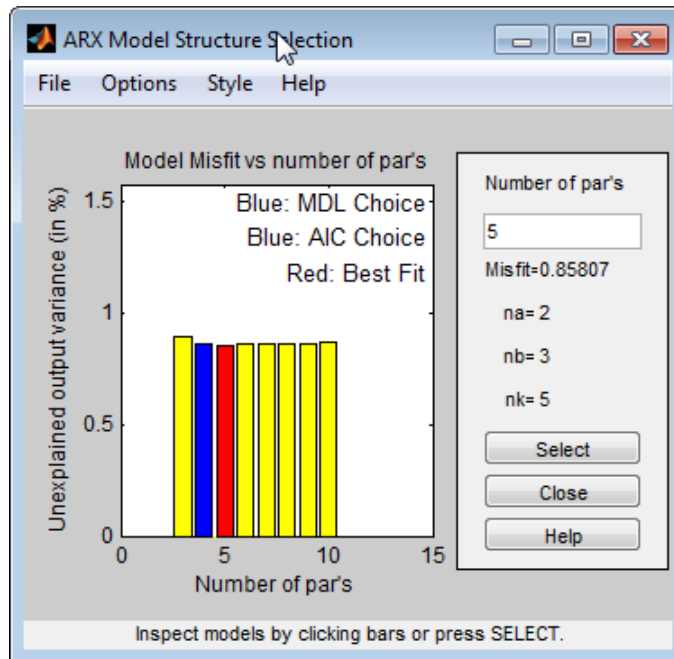 ARX Model Structure Selection
File Options Style Help
Model Misfit vs number of par's
Blue: MDL Choice
Blue: AIC Choice
Red: Best Fit
Unexplained output variance (in %)
1.5
1
0.5
0
0 5 10 15
Number of par's
Number of par's
5
Misfit=0.85807
na= 2
nb= 3
nk= 5
Select
Close
Help
Inspect models by clicking bars or press SELECT.